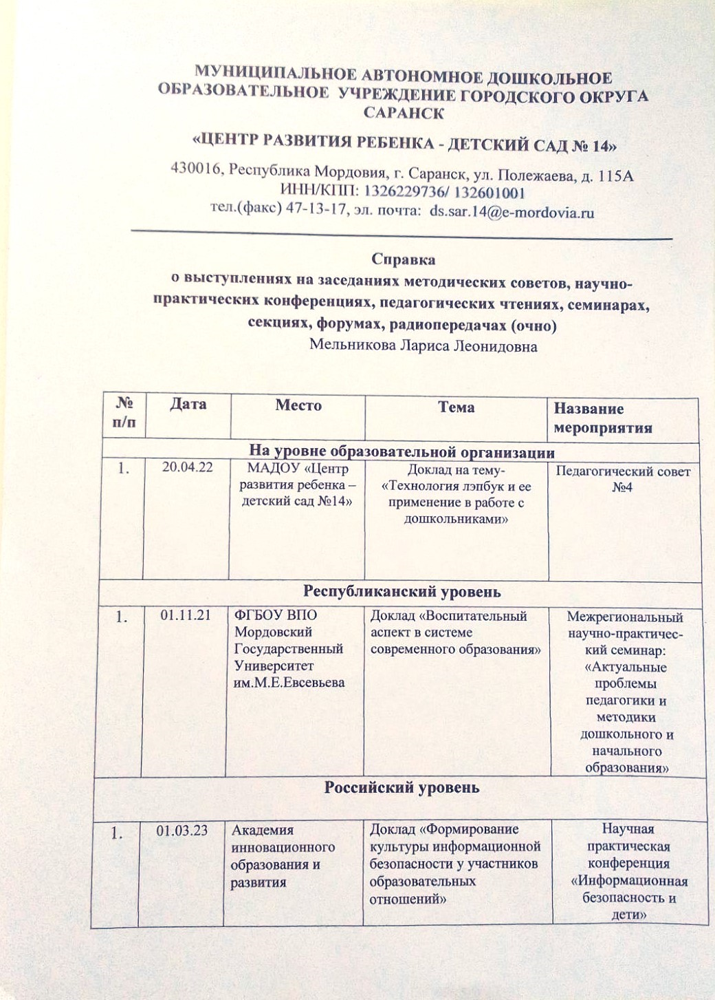 МУНИЦИПАЛЬНОЕ АВТОНОМНОЕ ДОШКОЛЬНОЕ
ОБРАЗОВАТЕЛЬНОЕ УЧРЕЖДЕНИЕ ГОРОДСКОГО ОКРУГА
САРАНСК
«ЦЕНТР РАЗВИТИЯ РЕБЕНКА - ДЕТСКИЙ САД № 14»
430016, Республика Мордовия, г. Саранск, ул. Полежаева, д. 115А
ИНН/КПП: 1326229736/ 132601001
тел.(факс) 47-13-17, эл. почта: ds.sar.14@e-mordovia.ru
Справка
о выступлениях на заседаниях методических советов, научно-
практических конференциях, педагогических чтениях, семинарах,
секциях, форумах, радиопередачах (очно)
Мельникова Лариса Леонидовна
№
п/п
Дата
Место
Тема
Название
мероприятия
На уровне образовательной организации
1.
20.04.22
МАДОУ «Центр
развития ребенка –
детский сад №14»
Доклад на тему-
«Технология лэпбук и ее
применение в работе с
дошкольниками»
Педагогический совет
№4
Республиканский уровень
1.
01.11.21
ФГБОУ ВПО
Мордовский
Государственный
Университет
им.М.Е.Евсевьева
Доклад «Воспитательный
аспект в системе
современного образования»
Межрегиональный
научно-практичес-
кий семинар:
«Актуальные
проблемы
педагогики и
методики
дошкольного и
начального
образования»
Российский уровень
1.
01.03.23
Академия
инновационного
образования и
развития
Доклад «Формирование
культуры информационной
безопасности у участников
образовательных
отношений»
Научная
практическая
конференция
«Информационная
безопасность и
дети»